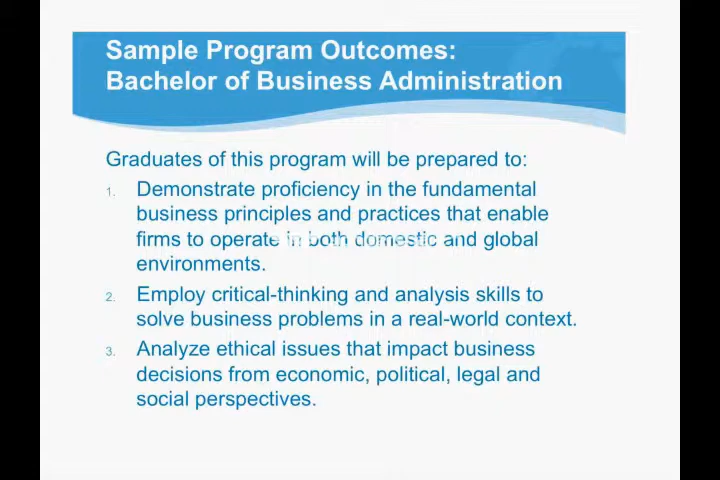 Sample Program Outcomes:
Bachelor of Business Administration
Graduates of this program will be prepared to:
1. Demonstrate proficiency in the fundamental
business principles and practices that enable
firms to operate in both domestic and global
environments.
2. Employ critical-thinking and analysis skills to
solve business problems in a real-world context.
3. Analyze ethical issues that impact business
decisions from economic, political, legal and
social perspectives.